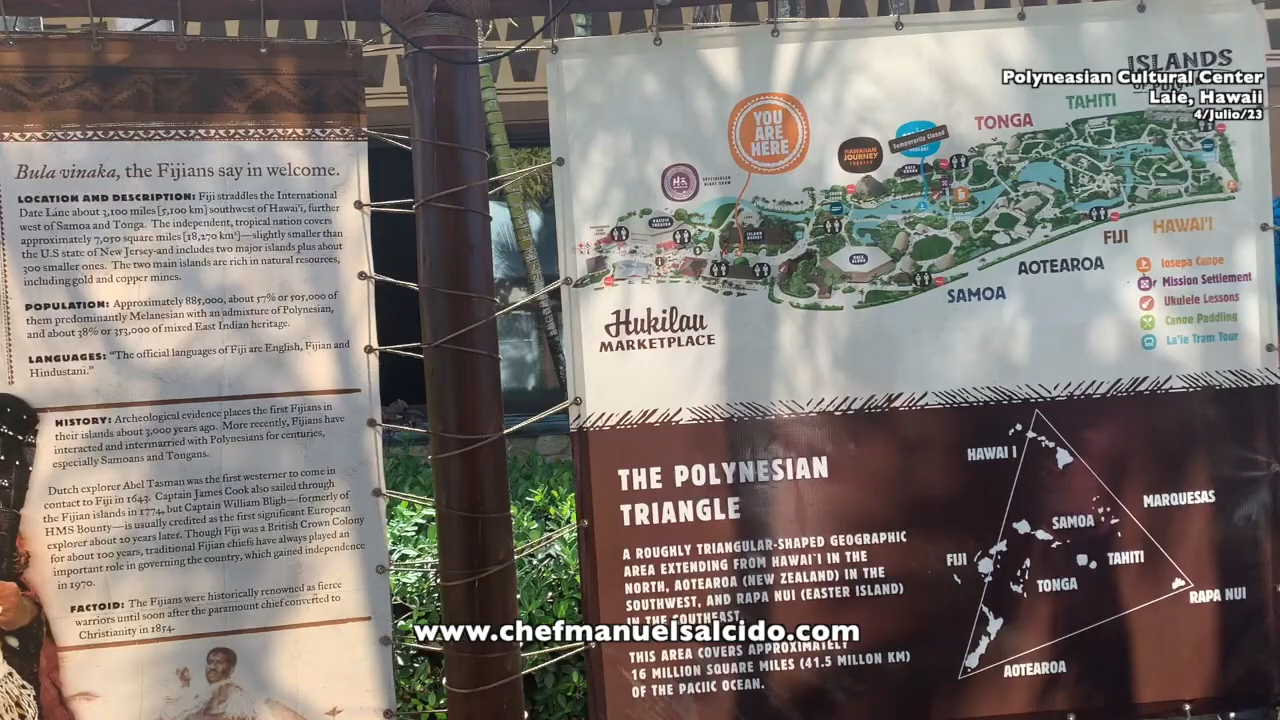 Bula vinaka, the Fijians say in welcome.
LOCATION AND DESCRIPTION: Fiji straddles the International
Date Line about 3,100 miles [5,100 km] southwest of Hawai'i, further
west of Samoa and Tonga. The independent, tropical nation covers
approximately 7,050 square miles [18,270 km²]—slightly smaller than
the U.S state of New Jersey-and includes two major islands plus about
300 smaller ones. The two main islands are rich in natural resources,
including gold and copper mines.
POPULATION: Approximately 885,000, about 57% or 505,000 of
them predominantly Melanesian with an admixture of Polynesian,
and about 38% or 353,000 of mixed East Indian heritage.
LANGUAGES: "The official languages of Fiji are English, Fijian and
Hindustani."
HISTORY: Archeological evidence places the first Fijians in
their islands about 3,000 years ago. More recently, Fijians have
interacted and intermarried with Polynesians for centuries,
especially Samoans and Tongans.
Dutch explorer Abel Tasman was the first westerner to come in
contact to Fiji in 1643. Captain James Cook also sailed through
the Fijian islands in 1774, but Captain William Bligh—formerly of
HMS Bounty—is usually credited as the first significant European
explorer about 20 years later. Though Fiji was a British Crown Colony
for about 100 years, traditional Fijian chiefs have always played an
important role in governing the country, which gained independence
in 1970.
FACTOID: The Fijians were historically renowned as fierce
warriors until soon after the paramount chief converted to
Christianity in 1854.
ISLANDS
Polyneasian Cultural Center
Laie, Hawaii
4/Julio/23
TAHITI
TONGA
YOU
ARE
HERE
HAWAIIAN
JOURNEY
Temporarily Closed
FIJI
HAWAI'I
AOTEAROA
SAMOA
Hukilau
MARKETPLACE
Iosepa Canoe
Mission Settlement
Ukulele Lessons
Canoe Paddling
La'ie Tram Tour
THE POLYNESIAN
TRIANGLE
A ROUGHLY TRIANGULAR-SHAPED GEOGRAPHIC
AREA EXTENDING FROM HAWAI'I IN THE
NORTH, AOTEAROA (NEW ZEALAND) IN THE
SOUTHWEST, AND RAPA NUI (EASTER ISLAND)
IN THE SOUTHEAST.
THIS AREA COVERS APPROXIMATELY
16 MILLION SQUARE MILES (41.5 MILLON KM)
OF THE PACIIC OCEAN.
HAWAI I
MARQUESAS
SAMOA
FIJI
TAHITI
TONGA
RAPA NUI
AOTEAROA
www.chefmanuelsalcido.com